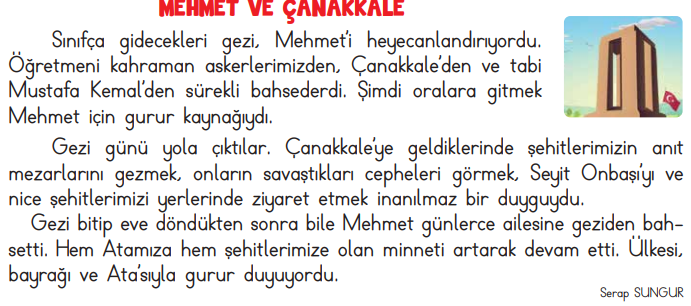 MEHMET VE ÇANAKKALE
Sınıfça gidecekleri gezi, Mehmet'i heyecanlandırıyordu.
Öğretmeni kahraman askerlerimizden, Çanakkale'den ve tabi
Mustafa Kemal'den sürekli bahsederdi. Şimdi oralara gitmek
Mehmet için gurur kaynağıydı.
Gezi günü yola çıktılar. Çanakkale'ye geldiklerinde şehitlerimizin anıt
mezarlarını gezmek, onların savaştıkları cepheleri görmek, Seyit Onbaşı'yı ve
nice şehitlerimizi yerlerinde ziyaret etmek inanılmaz bir duyguydu.
Gezi bitip eve döndükten sonra bile Mehmet günlerce ailesine geziden bah-
setti. Hem Atamıza hem şehitlerimize olan minneti artarak devam etti. Ülkesi,
bayrağı ve Ata'sıyla gurur duyuyordu.
Serap SUNGUR